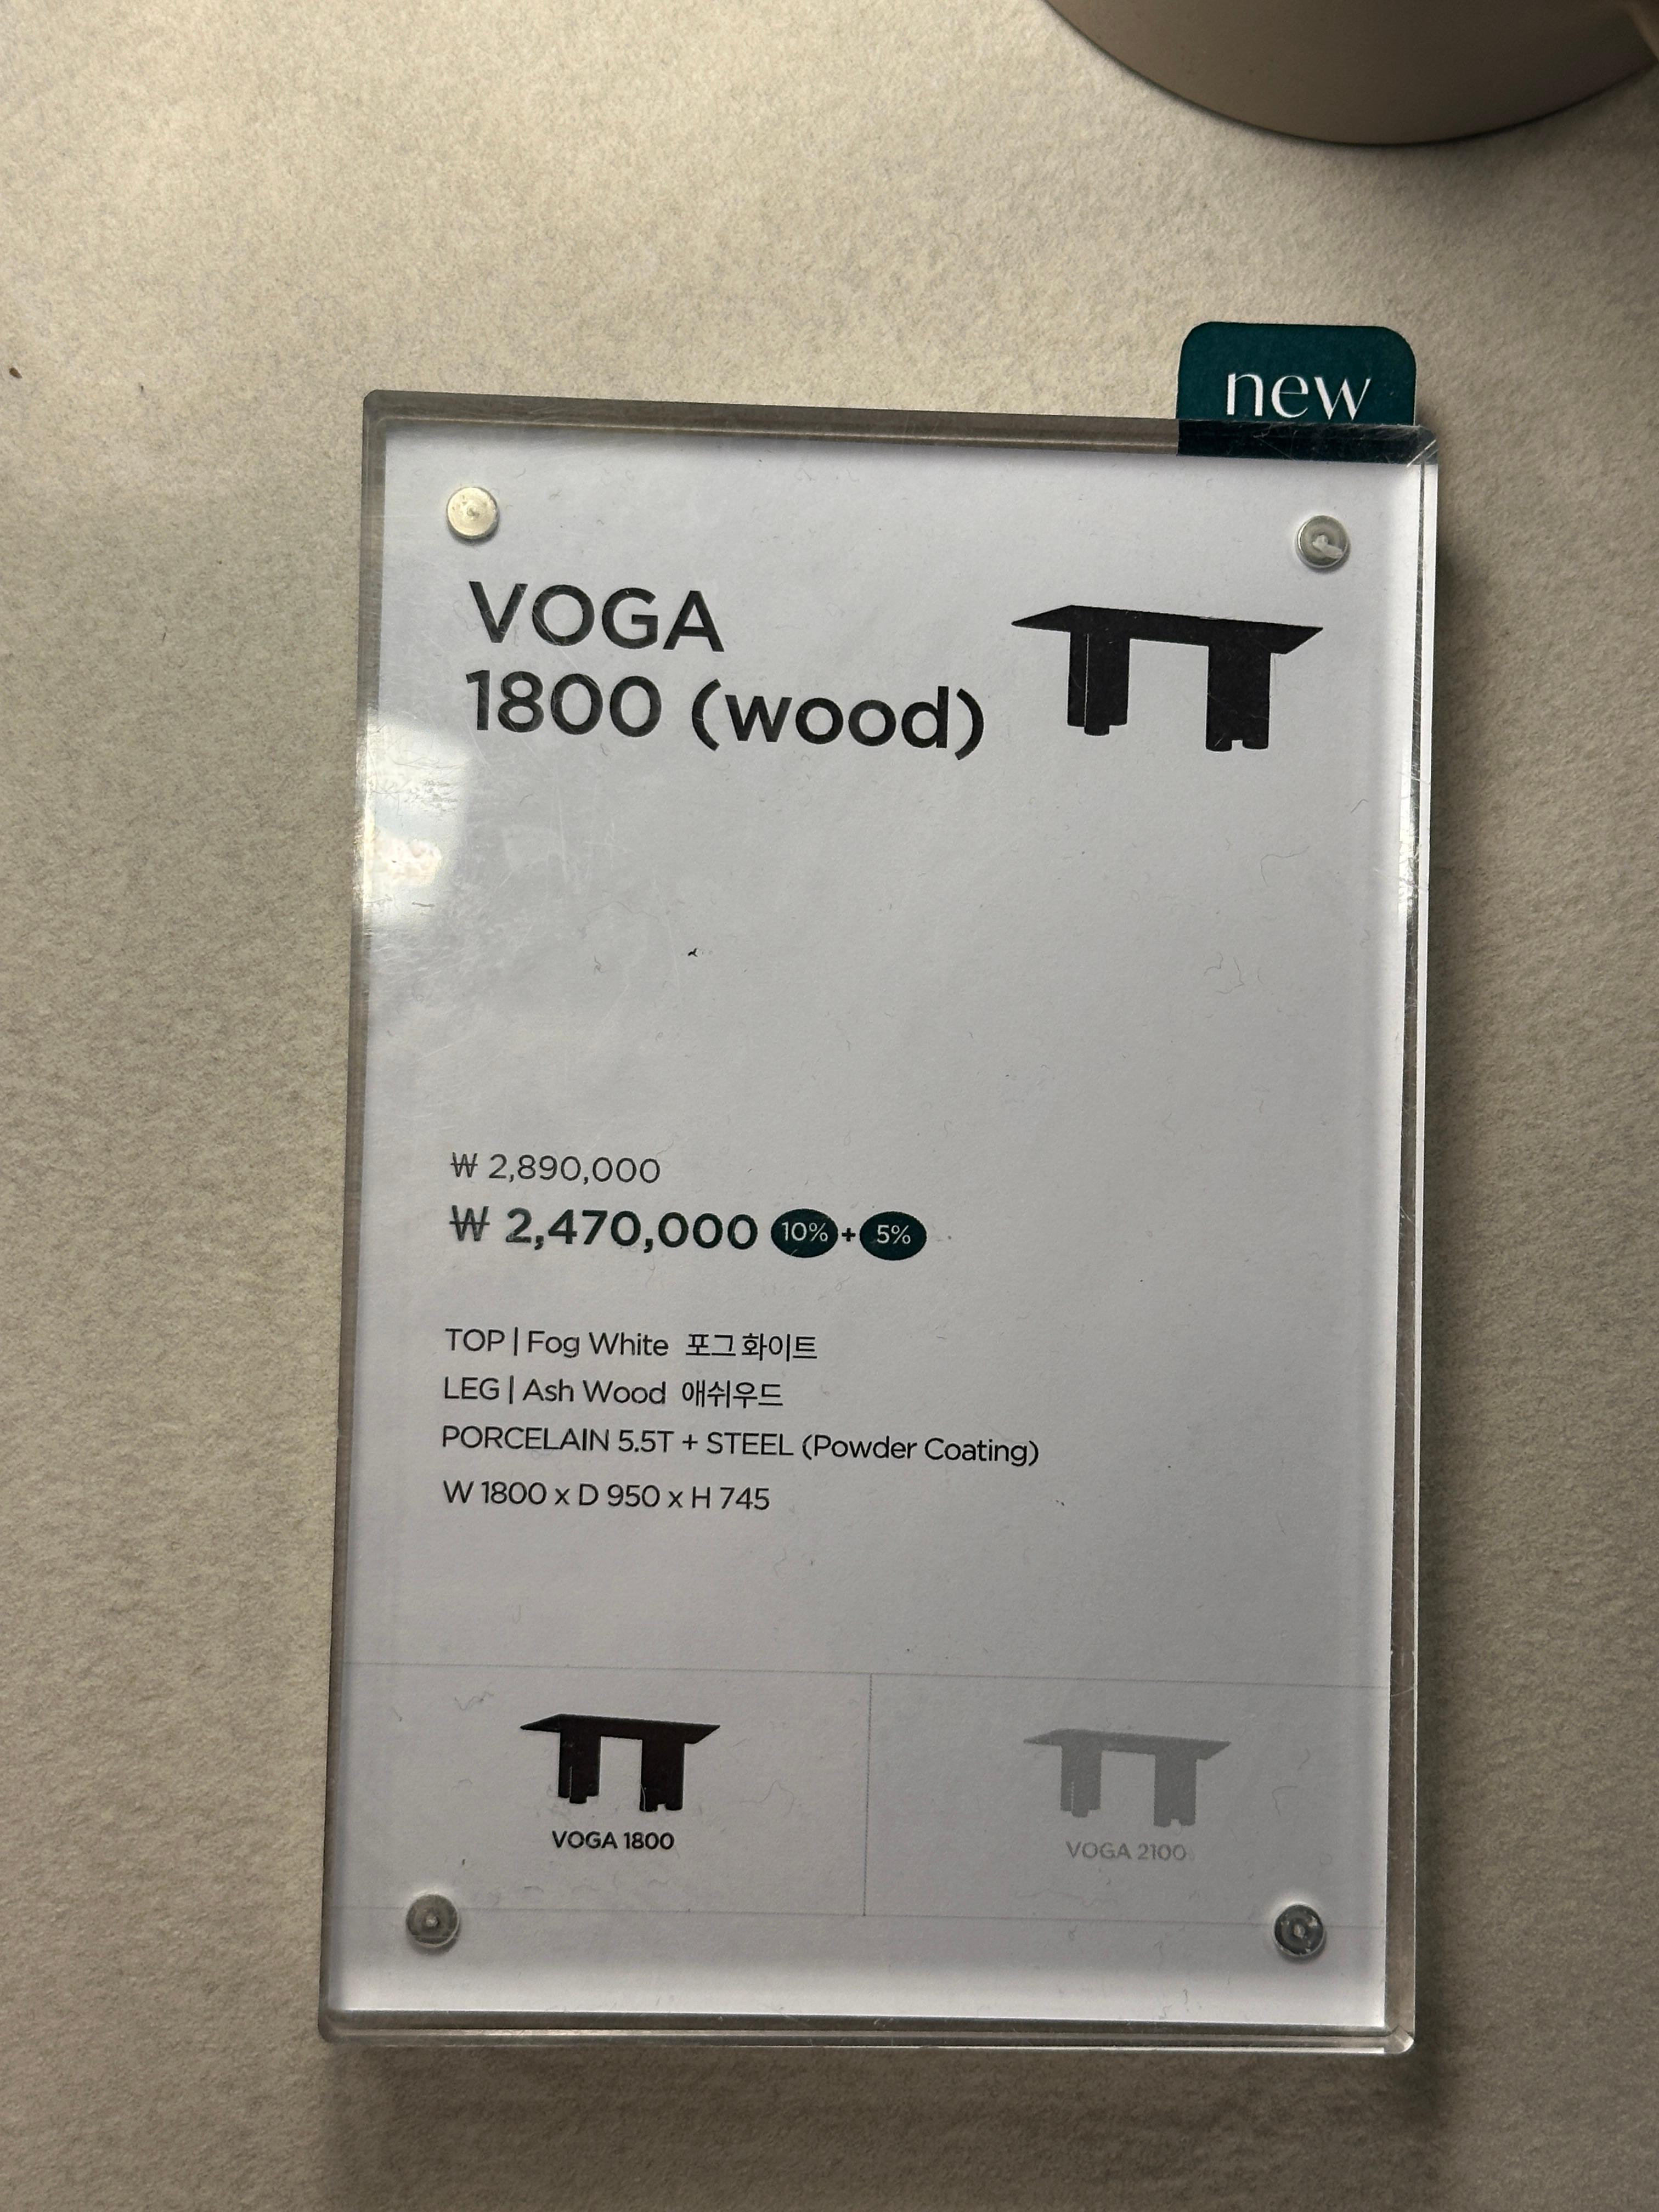 new
VOGA
1800 (wood)
₩ 2,890,000
₩ 2,470,000 10% + 5%
TOP | Fog White 포그 화이트
LEG | Ash Wood 애쉬우드
PORCELAIN 5.5T + STEEL (Powder Coating)
W 1800 x D 950 x H 745
VOGA 1800
VOGA 2100